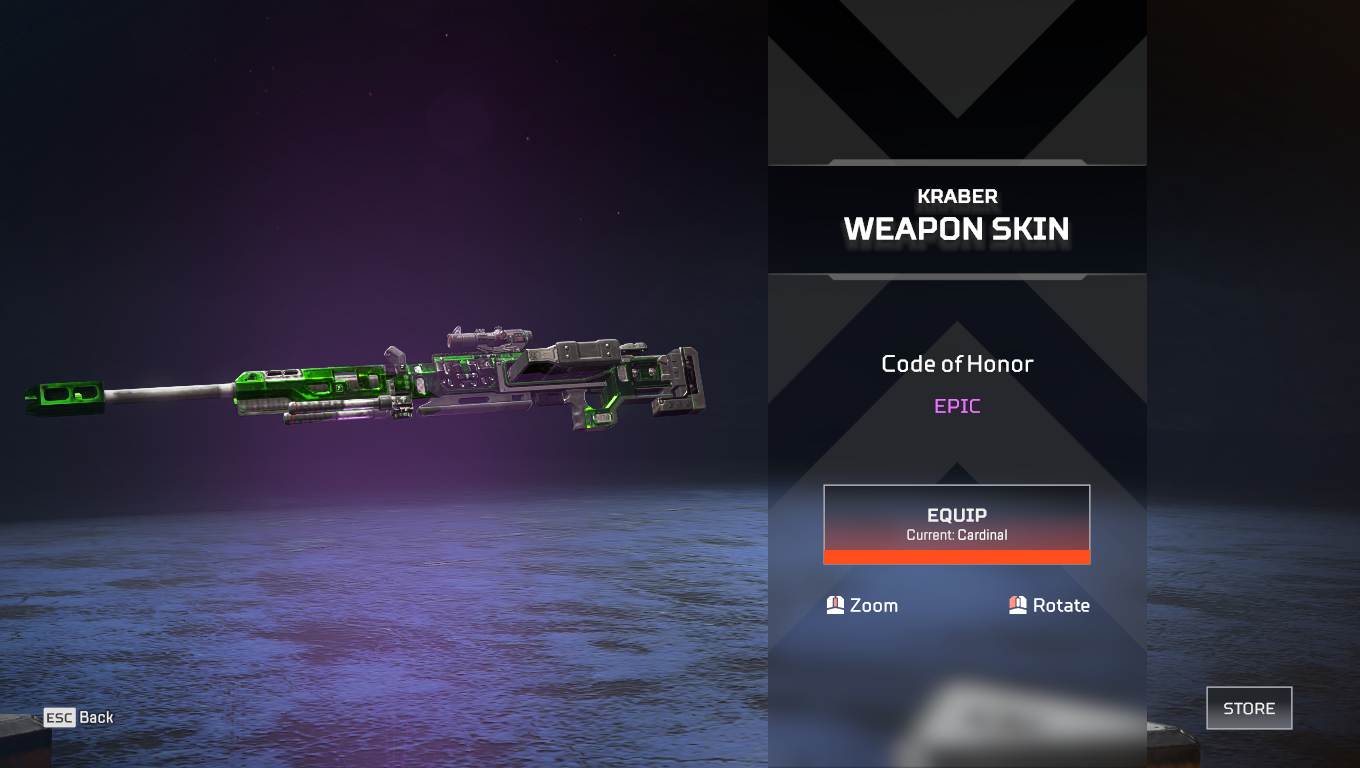 KRABER
WEAPON SKIN
Code of Honor
EPIC
EQUIP
Current: Cardinal
Zoom
Rotate
ESC Back
STORE